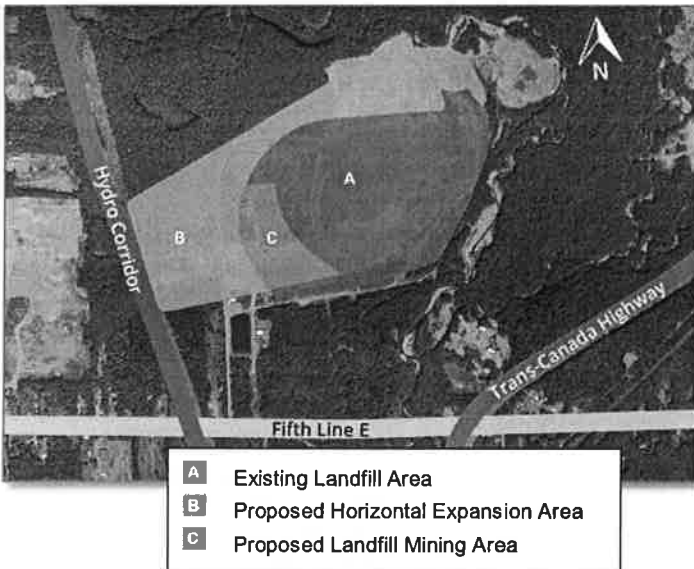 N
A
Hydro Corridor
B
C
Trans-Canada Highway
Fifth Line E
A Existing Landfill Area
B Proposed Horizontal Expansion Area
C Proposed Landfill Mining Area